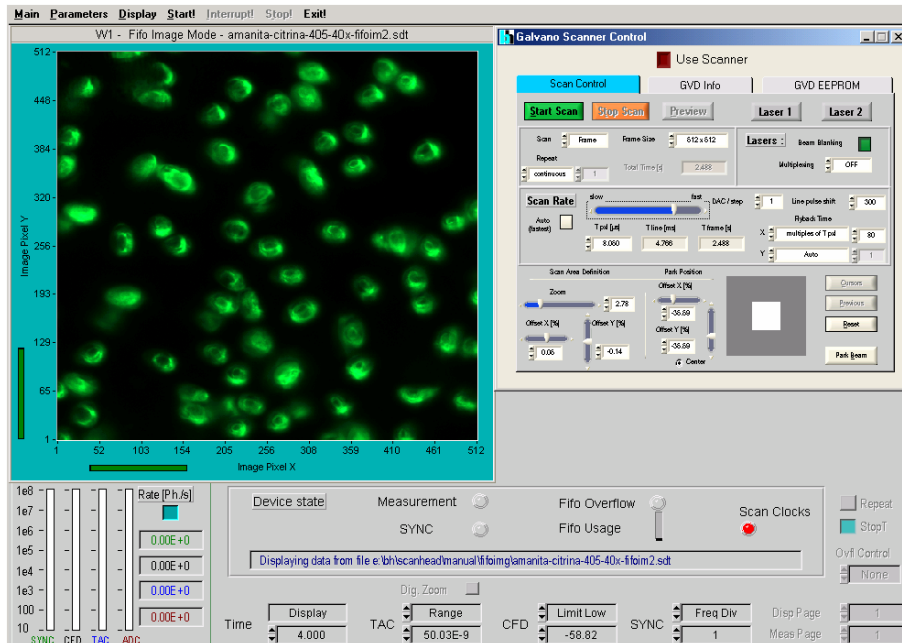 Main Parameters Display Start! Interrupt! Stop! Exit!
W1 - Fifo Image Mode - amanita-citrina-405-40x-fifoim2.sdt
512
448
384
320
256
193
129
65
1
Image Pixel Y
1 52 103 154 205 256 308 359 410 461 512
Image Pixel X
Galvano Scanner Control
Use Scanner
Scan Control GVD Info GVD EEPROM
Start Scan Stop Scan Preview Laser 1 Laser 2
Scan Frame Frame Size 512 x 512
Repeat
continuous 1 Total Time [s] 2.488
Lasers : Beam Blanking
Multiplexing OFF
Scan Rate slow fast DAC / step 1 Line pulse shift 300
Auto
(fastest)
T pxl [µs] T line [ms] T frame [s]
8.060 4.766 2.488
Flyback Time
X multiples of T pxl 80
Y Auto 1
Scan Area Definition Park Position
Zoom
2.78
Offset X [%] Offset Y [%]
0.06 -0.14
Offset X [%]
-36.69
Offset Y [%]
-36.69
Center
Cursors
Previous
Reset
Park Beam
1e8
1e7
1e6
1e5
1e4
1e3
100
10
SYNC CFD TAC ADC
Rate [Ph./s]
0.00E+0
0.00E+0
0.00E+0
0.00E+0
Device state Measurement Fifo Overflow
SYNC Fifo Usage Scan Clocks
Displaying data from file e:\bh\scanhead\manual\fifoimg\amanita-citrina-405-40x-fifoim2.sdt
Repeat
StopT
Ovfl Control
None
Dig. Zoom
Time Display TAC Range CFD Limit Low SYNC Freq Div Disp Page 1
4.000 50.03E-9 -58.82 1 Meas Page 1